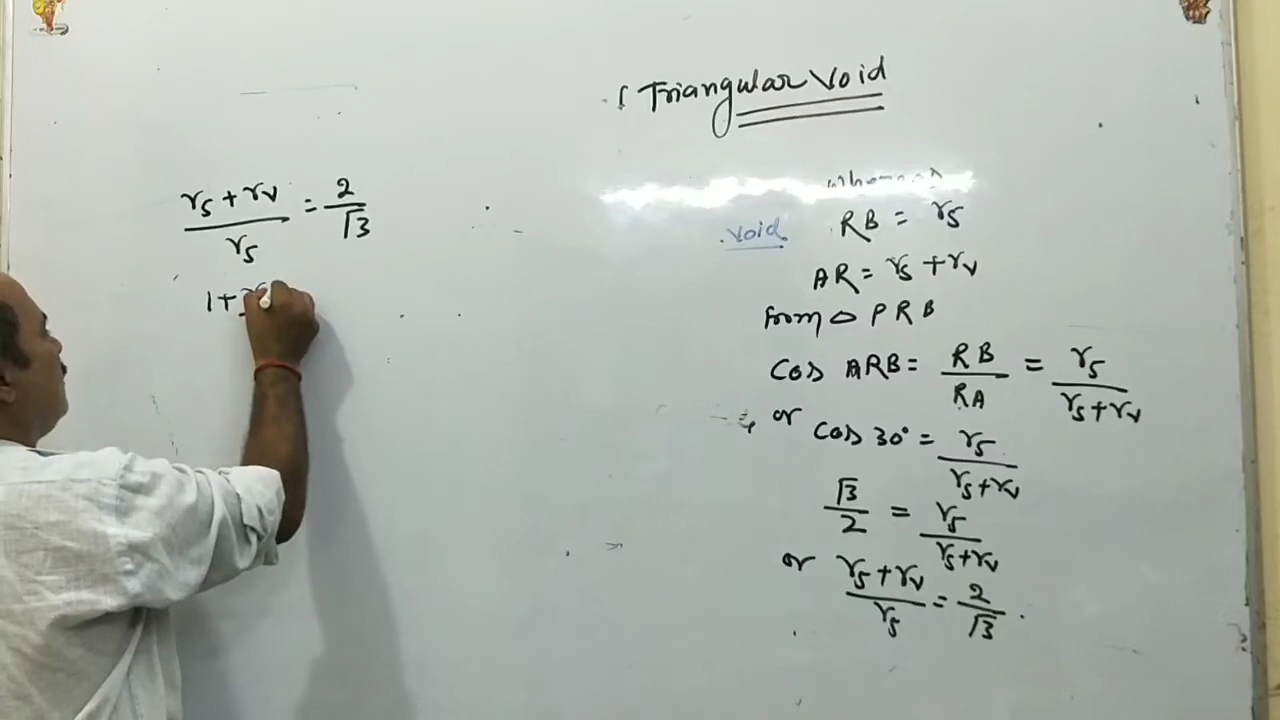 Triangular Void
rs + rv / rs = 2 / √3
1 +
Void
RB = rs
AR = rs + rv
from △ PRB
Cos ARB = RB / RA = rs / rs + rv
or Cos 30° = rs / rs + rv
√3 / 2 = rs / rs + rv
or rs + rv / rs = 2 / √3 .